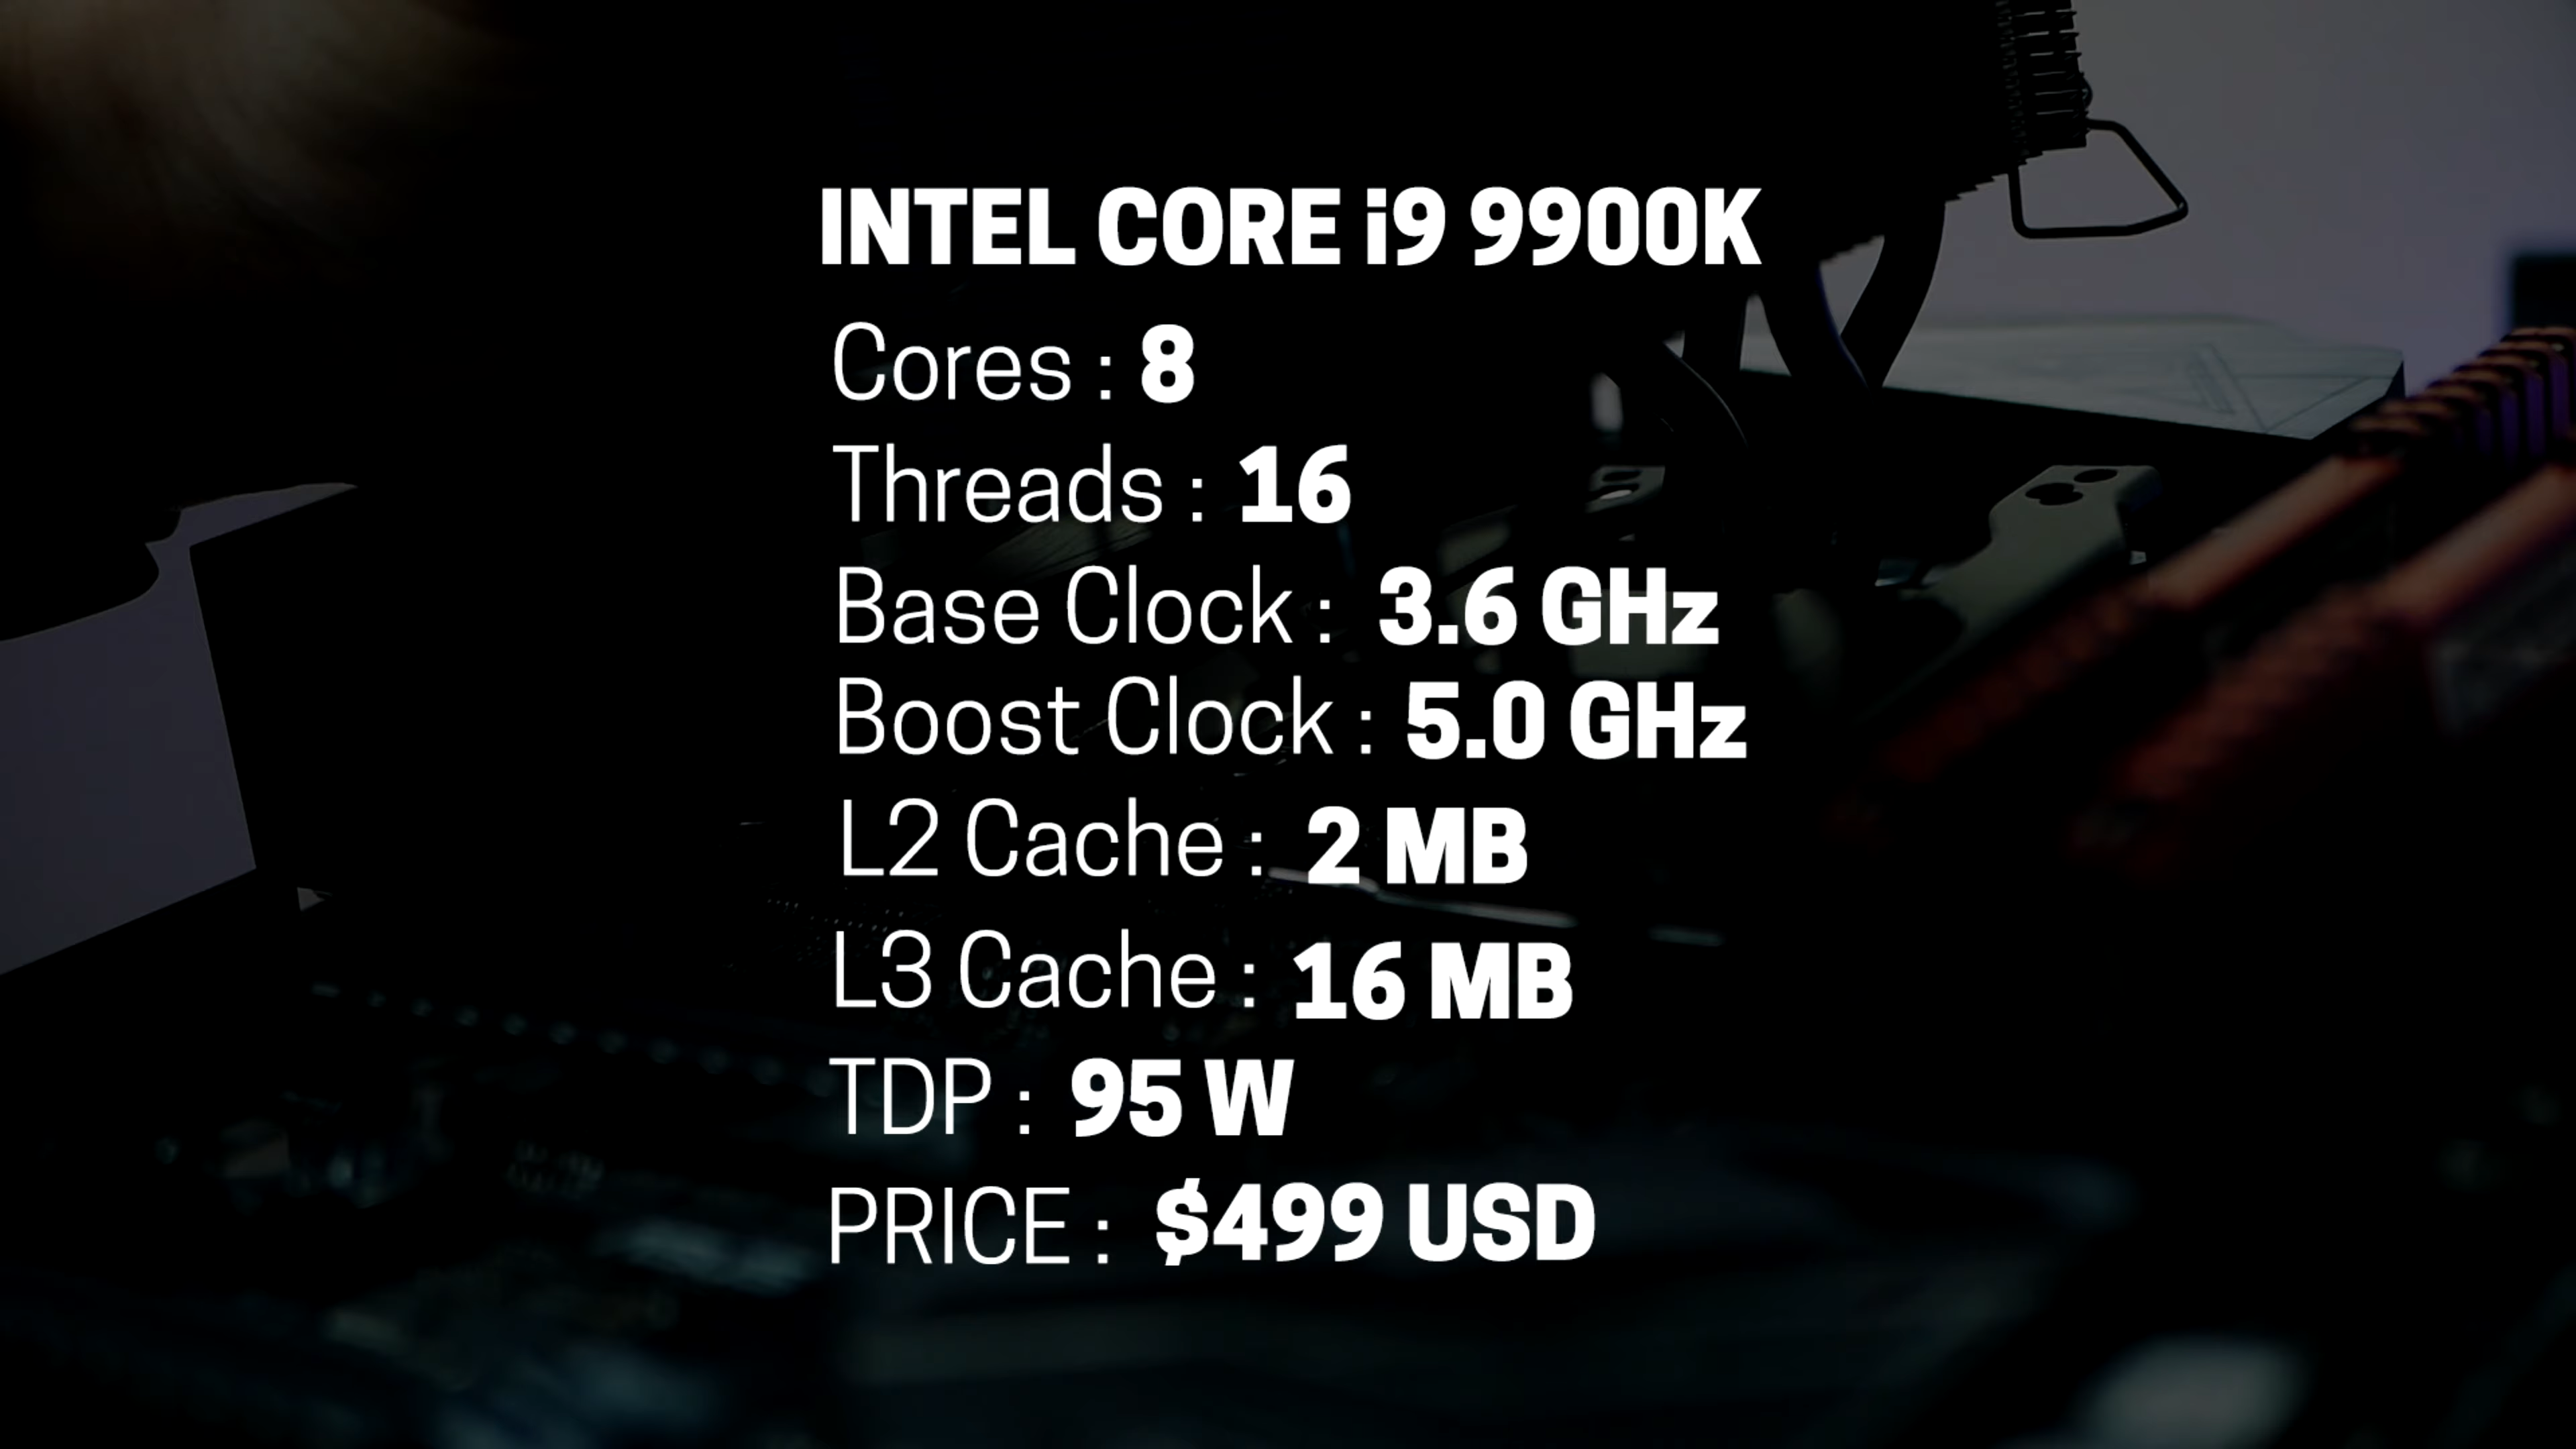 INTEL CORE i9 9900K
Cores : 8
Threads : 16
Base Clock : 3.6 GHz
Boost Clock : 5.0 GHz
L2 Cache : 2 MB
L3 Cache : 16 MB
TDP : 95 W
PRICE : $499 USD